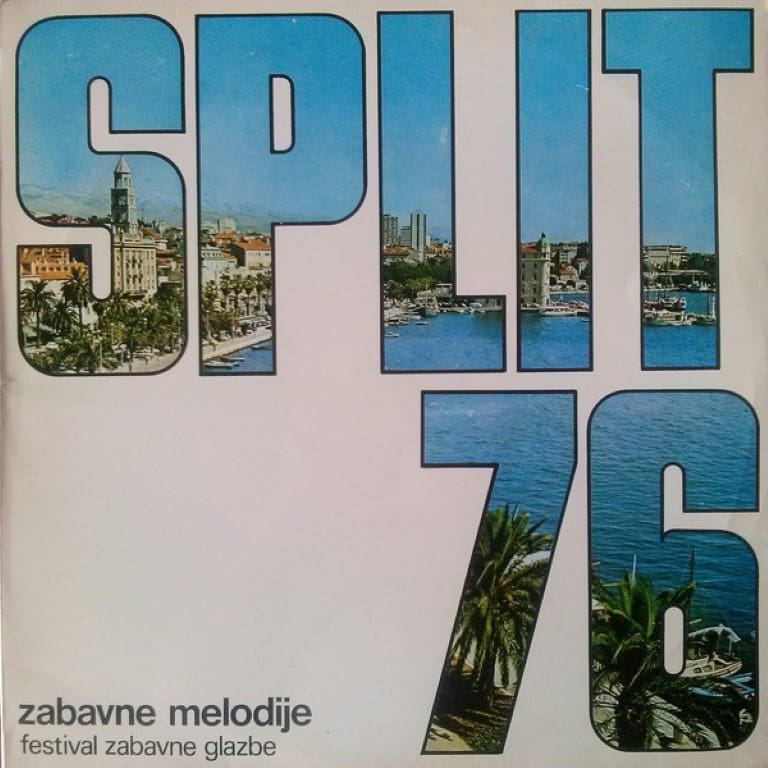 SPLIT
76
zabavne melodije
festival zabavne glazbe